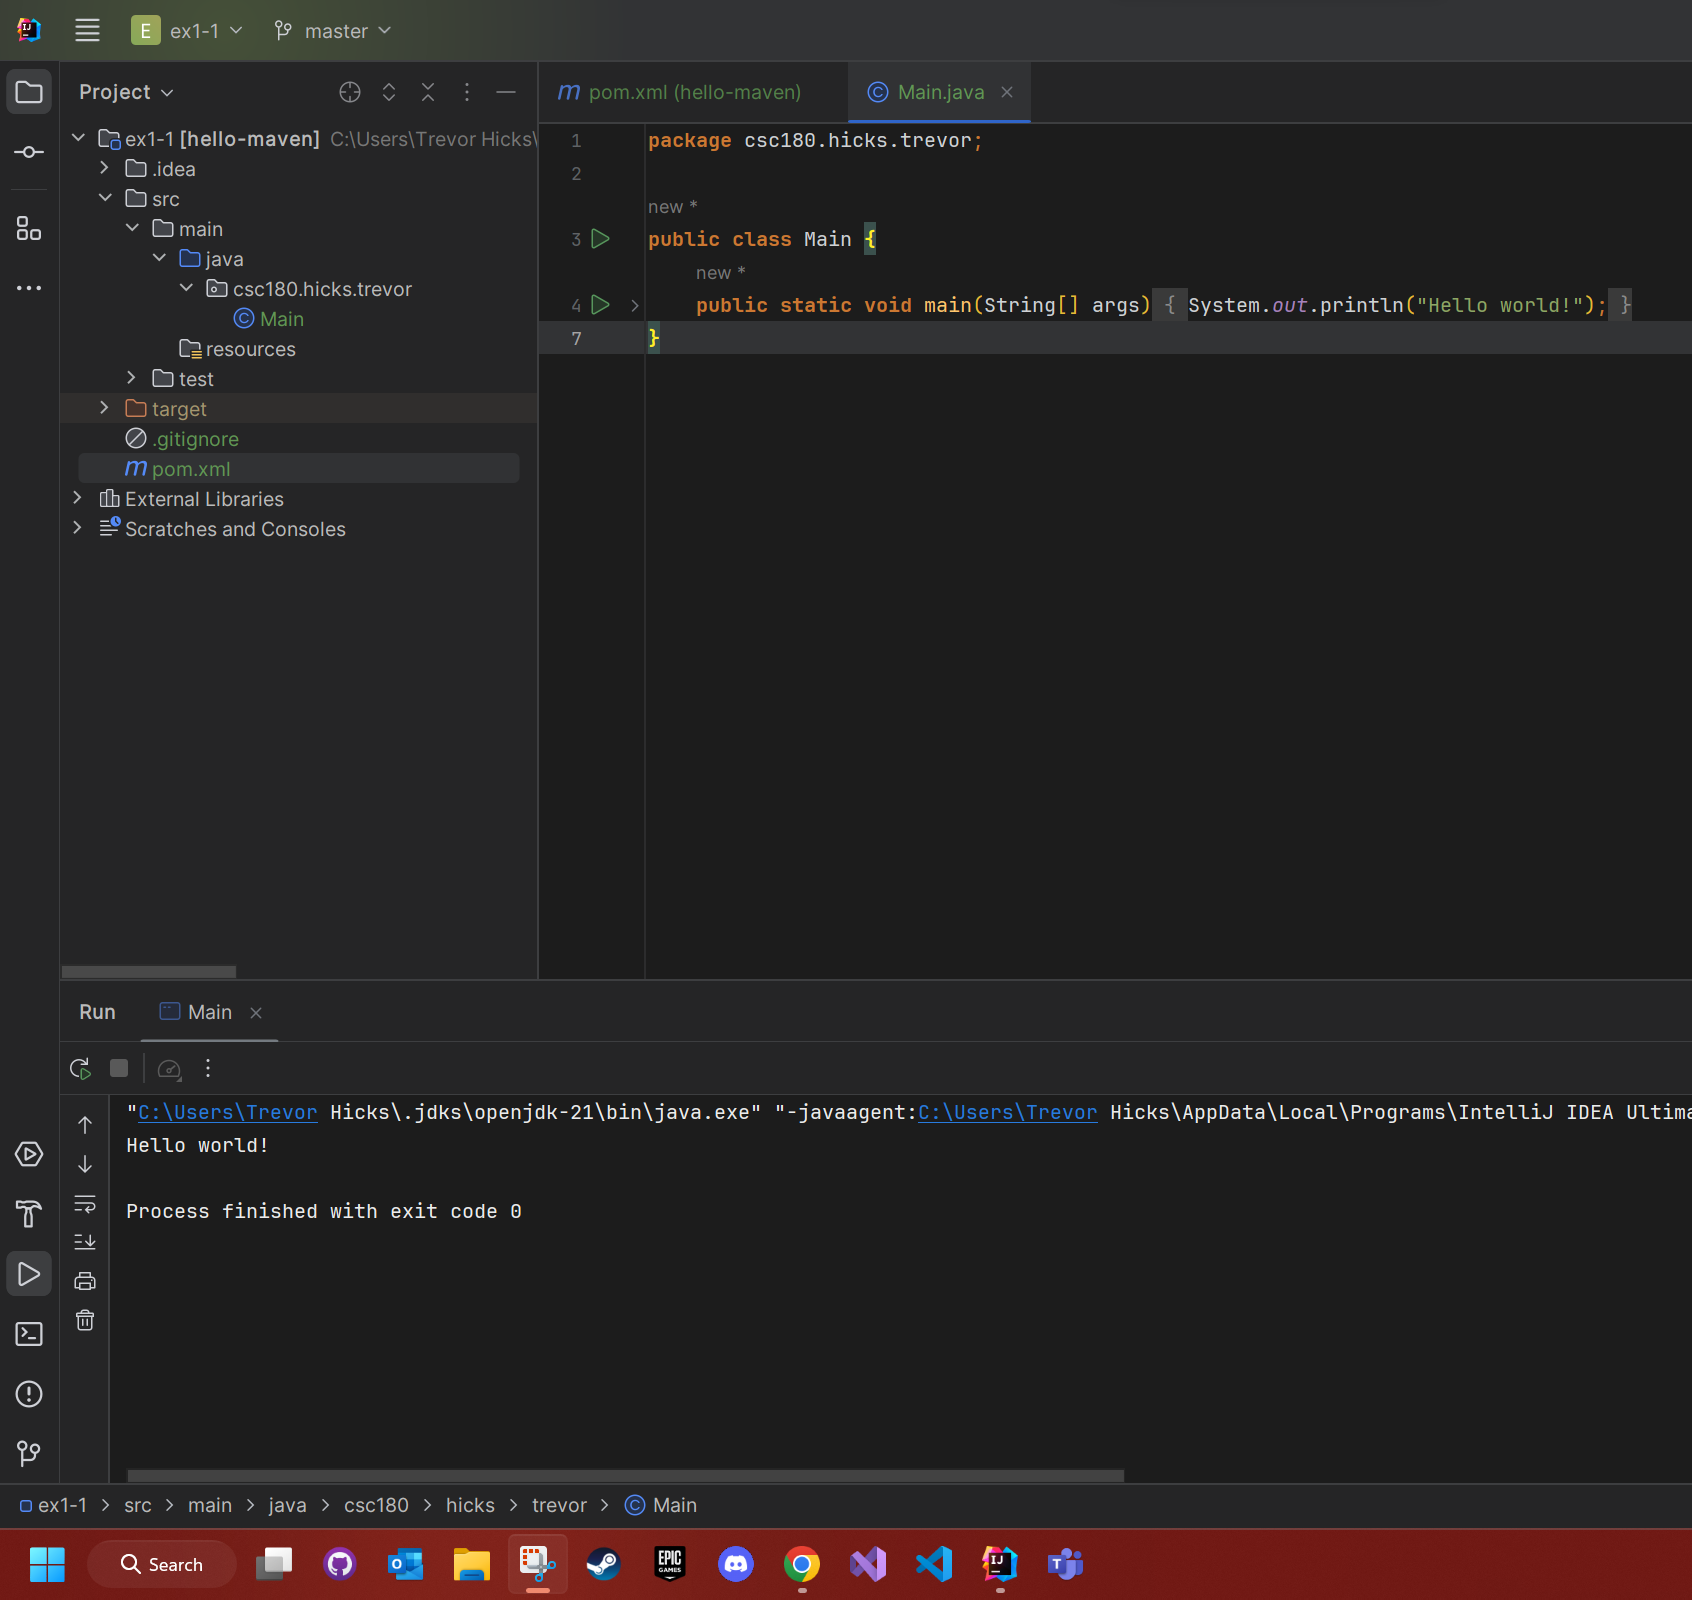 E ex1-1 master
Project
ex1-1 [hello-maven] C:\Users\Trevor Hicks\
.idea
src
main
java
csc180.hicks.trevor
Main
resources
test
target
.gitignore
pom.xml
External Libraries
Scratches and Consoles
pom.xml (hello-maven) Main.java
1 package csc180.hicks.trevor;
2
new *
3 public class Main {
new *
4 public static void main(String[] args) { System.out.println("Hello world!"); }
7 }
Run Main
"C:\Users\Trevor Hicks\.jdks\openjdk-21\bin\java.exe" "-javaagent:C:\Users\Trevor Hicks\AppData\Local\Programs\IntelliJ IDEA Ultima
Hello world!
Process finished with exit code 0
ex1-1 > src > main > java > csc180 > hicks > trevor > Main
Search
EPIC GAMES